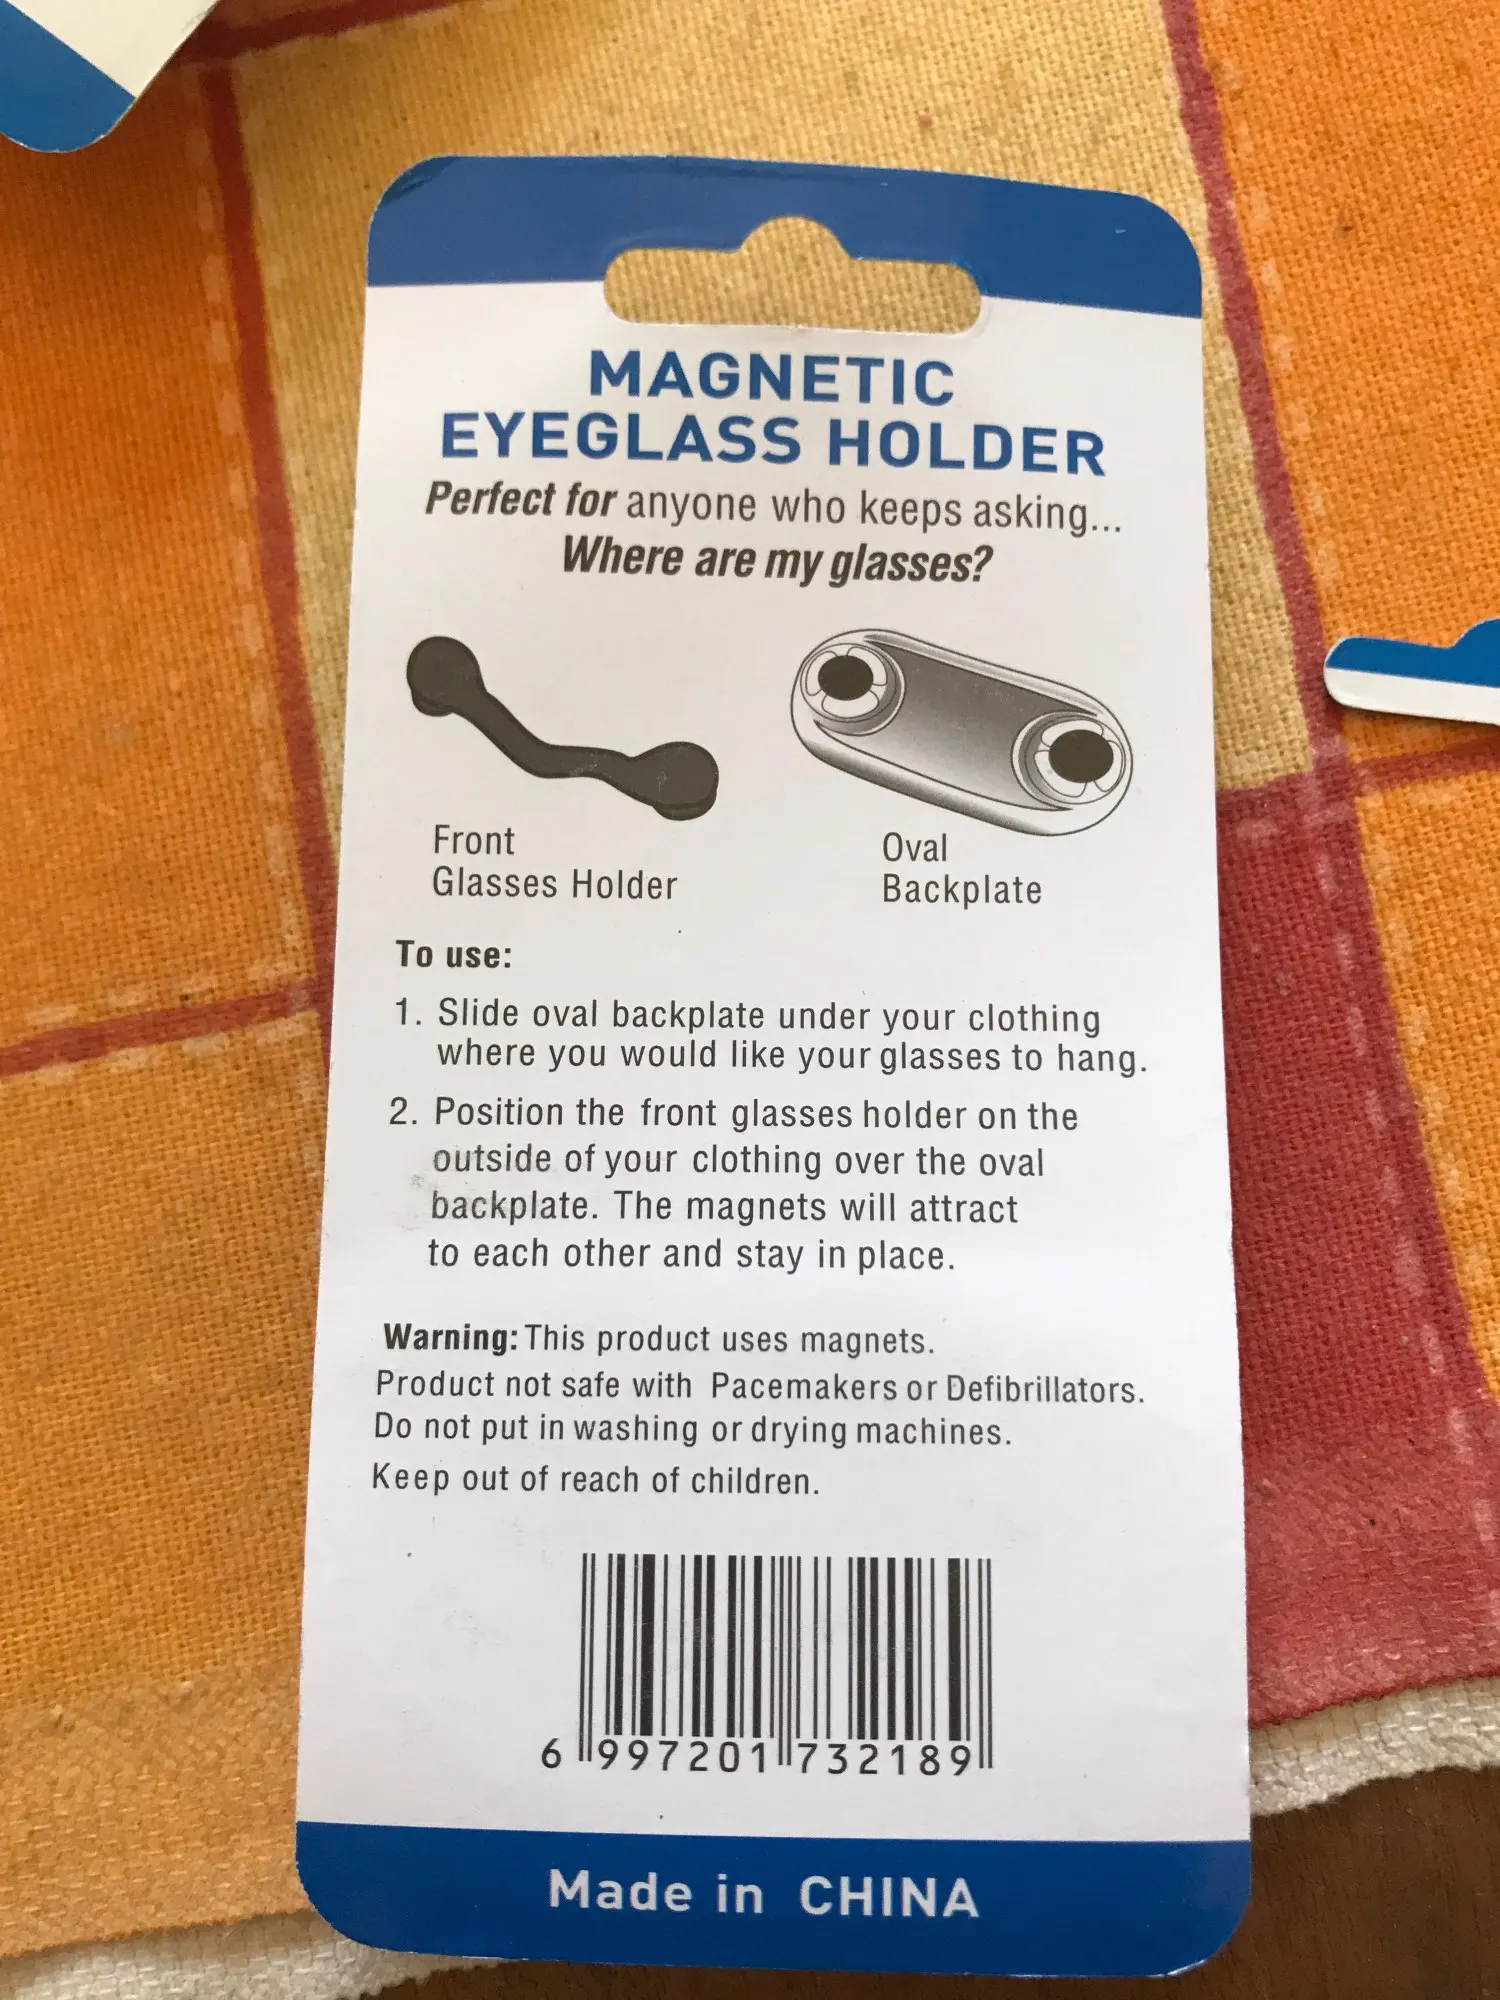 MAGNETIC
EYEGLASS HOLDER
Perfect for anyone who keeps asking...
Where are my glasses?
Front
Glasses Holder
Oval
Backplate
To use:
1. Slide oval backplate under your clothing
where you would like your glasses to hang.
2. Position the front glasses holder on the
outside of your clothing over the oval
backplate. The magnets will attract
to each other and stay in place.
Warning: This product uses magnets.
Product not safe with Pacemakers or Defibrillators.
Do not put in washing or drying machines.
Keep out of reach of children.
6 997201 732189
Made in CHINA